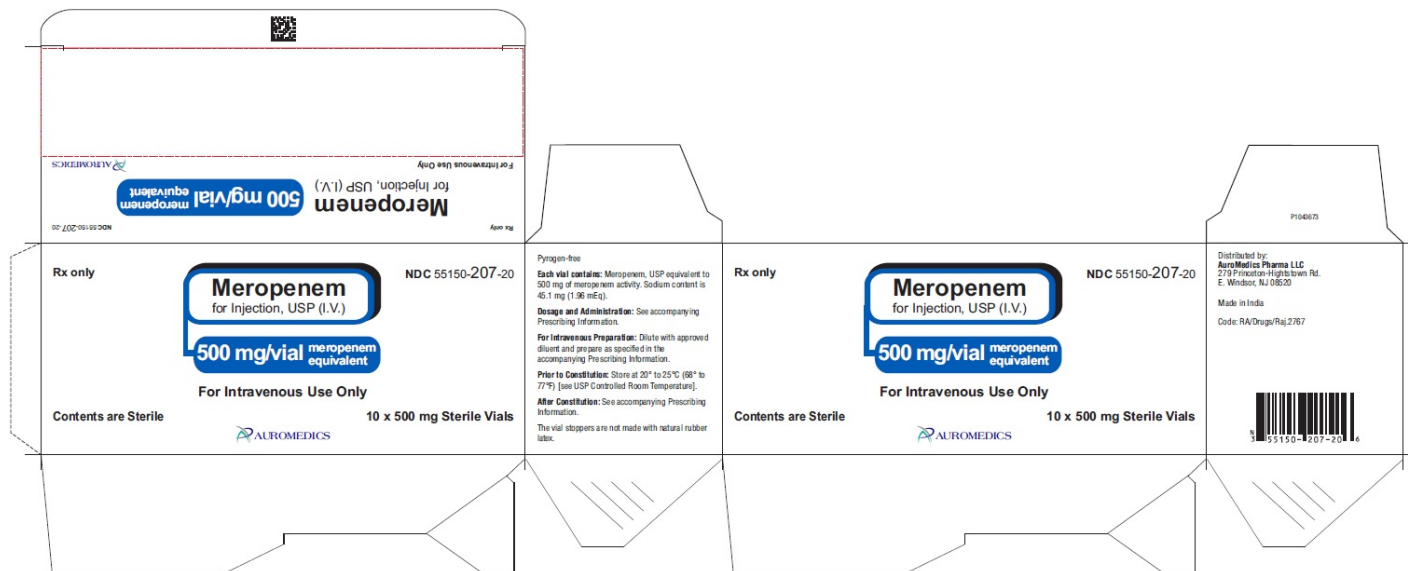 AUROMEDICS
For Intravenous Use Only
500 mg/vial meropenem equivalent
Meropenem
for Injection, USP (I.V.)
NDC 55150-207-20
Rx only
P1043673
Rx only
NDC 55150-207-20
Meropenem
for Injection, USP (I.V.)
500 mg/vial meropenem equivalent
For Intravenous Use Only
Contents are Sterile
10 x 500 mg Sterile Vials
AUROMEDICS
Pyrogen-free
Each vial contains: Meropenem, USP equivalent to
500 mg of meropenem activity. Sodium content is
45.1 mg (1.96 mEq).
Dosage and Administration: See accompanying
Prescribing Information.
For Intravenous Preparation: Dilute with approved
diluent and prepare as specified in the
accompanying Prescribing Information.
Prior to Constitution: Store at 20° to 25°C (68° to
77°F) [see USP Controlled Room Temperature].
After Constitution: See accompanying Prescribing
Information.
The vial stoppers are not made with natural rubber
latex.
Rx only
NDC 55150-207-20
Meropenem
for Injection, USP (I.V.)
500 mg/vial meropenem equivalent
For Intravenous Use Only
Contents are Sterile
10 x 500 mg Sterile Vials
AUROMEDICS
Distributed by:
AuroMedics Pharma LLC
279 Princeton-Hightstown Rd.
E. Windsor, NJ 08520
Made in India
Code: RA/Drugs/Raj.2767
N
3 55150-207-20 6